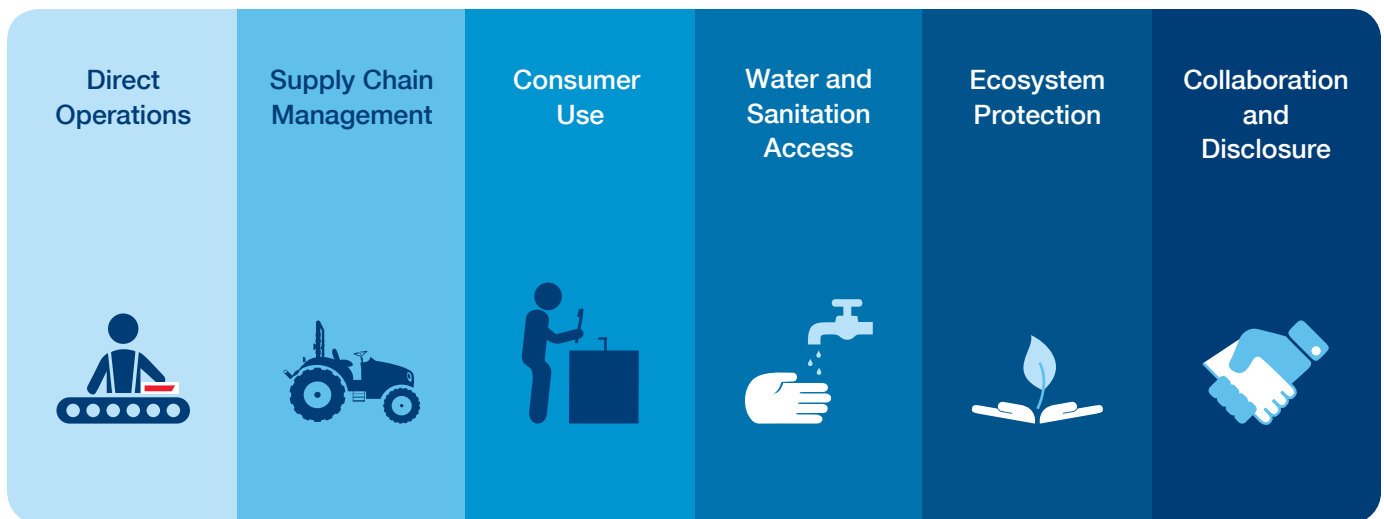 Direct
Operations
Supply Chain
Management
Consumer
Use
Water and
Sanitation
Access
Ecosystem
Protection
Collaboration
and
Disclosure